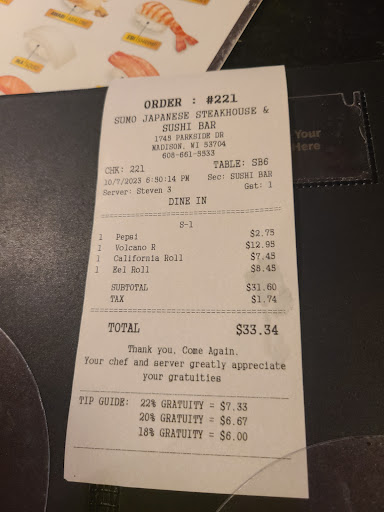 ORDER : #221
SUMO JAPANESE STEAKHOUSE &
SUSHI BAR
1745 PARKSIDE DR
MADISON, WI 53704
608-661-5533
CHK: 221 TABLE: SB6
10/7/2023 6:50:14 PM Sec: SUSHI BAR
Server: Steven 3 Gst: 1
DINE IN
S-1
1 Pepsi $2.75
1 Volcano R $12.95
1 California Roll $7.45
1 Eel Roll $8.45
SUBTOTAL $31.60
TAX $1.74
TOTAL $33.34
Thank you, Come Again.
Your chef and server greatly appreciate
your gratuities
TIP GUIDE: 22% GRATUITY = $7.33
20% GRATUITY = $6.67
18% GRATUITY = $6.00
Your
Here